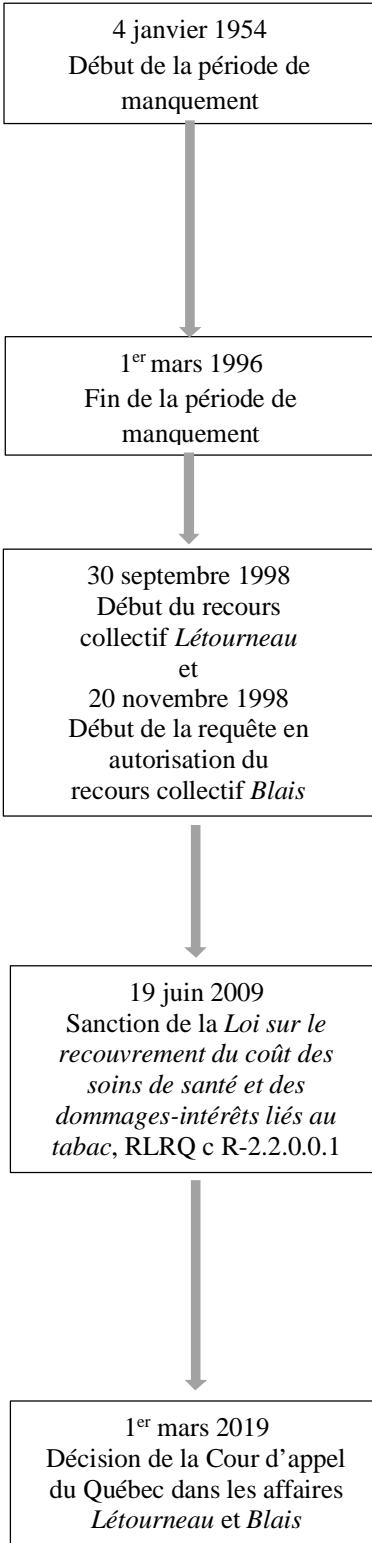 4 janvier 1954
Début de la période de
manquement
1er mars 1996
Fin de la période de
manquement
30 septembre 1998
Début du recours
collectif Létourneau
et
20 novembre 1998
Début de la requête en
autorisation du
recours collectif Blais
19 juin 2009
Sanction de la Loi sur le
recouvrement du coût des
soins de santé et des
dommages-intérêts liés au
tabac, RLRQ c R-2.2.0.0.1
1er mars 2019
Décision de la Cour d’appel
du Québec dans les affaires
Létourneau et Blais